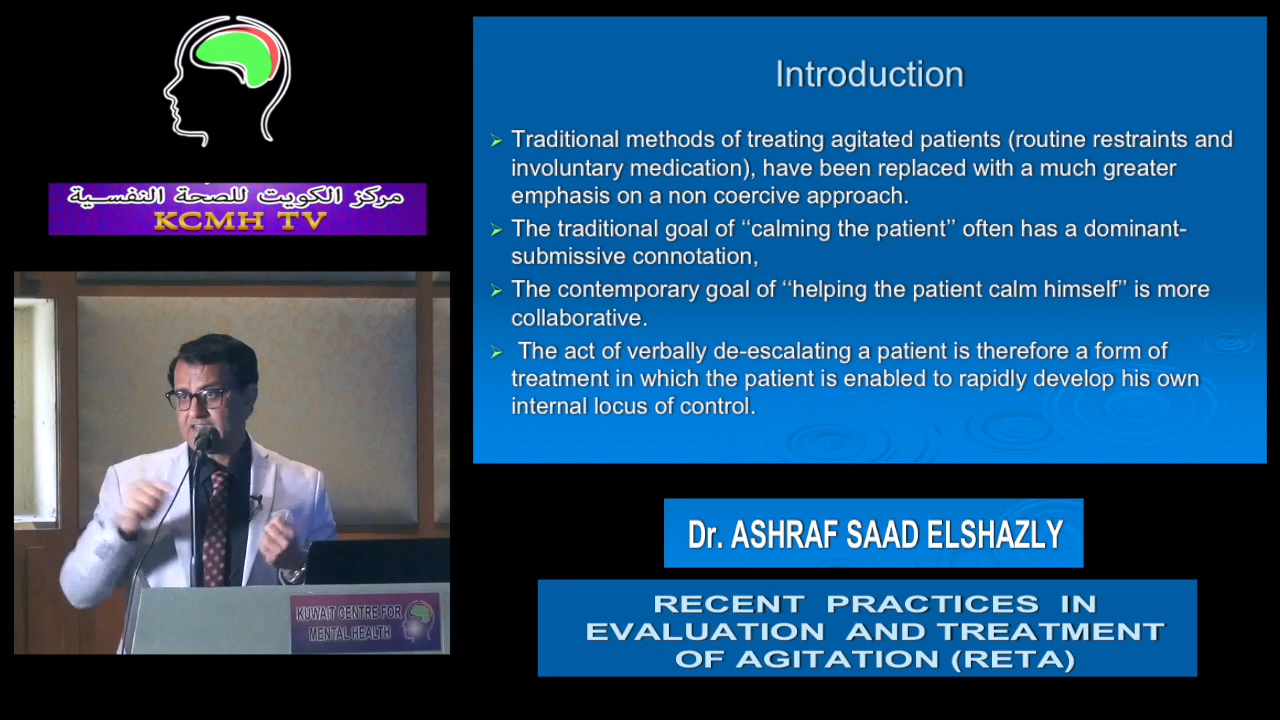 مركز الكويت للصحة النفسية
KCMH TV
Introduction
Traditional methods of treating agitated patients (routine restraints and
involuntary medication), have been replaced with a much greater
emphasis on a non coercive approach.
The traditional goal of ‘‘calming the patient’’ often has a dominant-
submissive connotation,
The contemporary goal of ‘‘helping the patient calm himself’’ is more
collaborative.
The act of verbally de-escalating a patient is therefore a form of
treatment in which the patient is enabled to rapidly develop his own
internal locus of control.
KUWAIT CENTRE FOR
MENTAL HEALTH
Dr. ASHRAF SAAD ELSHAZLY
RECENT PRACTICES IN
EVALUATION AND TREATMENT
OF AGITATION (RETA)